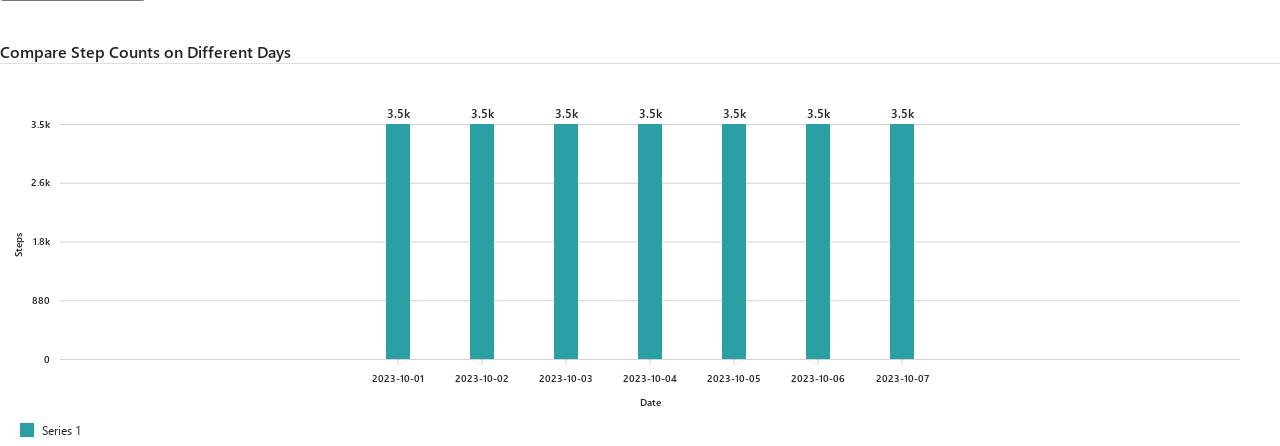 Compare Step Counts on Different Days
3.5k 3.5k 3.5k 3.5k 3.5k 3.5k 3.5k
3.5k
2.6k
1.8k
880
0
Steps
2023-10-01 2023-10-02 2023-10-03 2023-10-04 2023-10-05 2023-10-06 2023-10-07
Date
Series 1